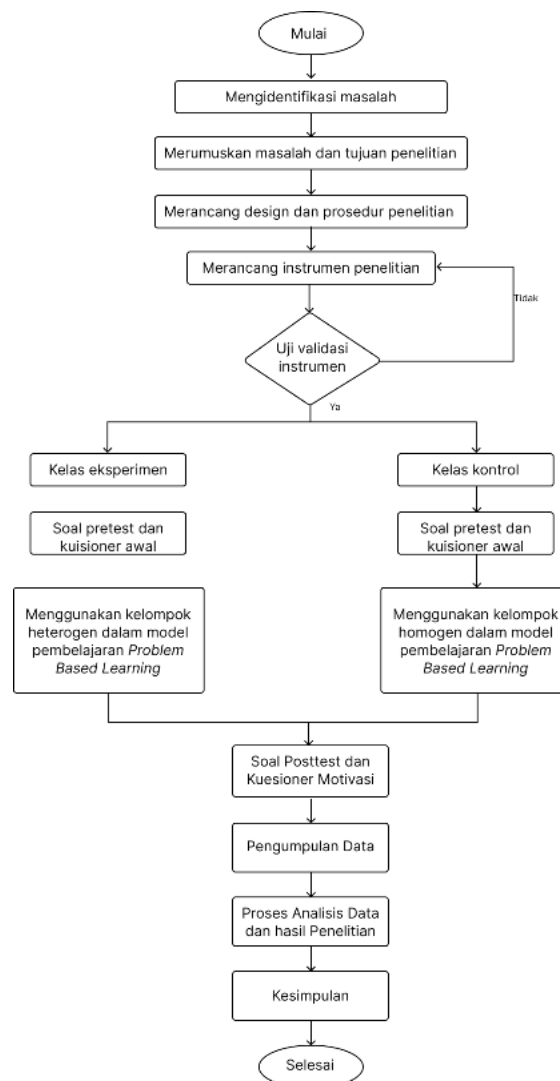 Mulai
Mengidentifikasi masalah
Merumuskan masalah dan tujuan penelitian
Merancang design dan prosedur penelitian
Merancang instrumen penelitian
Tidak
Uji validasi
instrumen
Ya
Kelas eksperimen
Kelas kontrol
Soal pretest dan
kuisioner awal
Soal pretest dan
kuisioner awal
Menggunakan kelompok
heterogen dalam model
pembelajaran Problem
Based Learning
Menggunakan kelompok
homogen dalam model
pembelajaran Problem
Based Learning
Soal Posttest dan
Kuesioner Motivasi
Pengumpulan Data
Proses Analisis Data
dan hasil Penelitian
Kesimpulan
Selesai